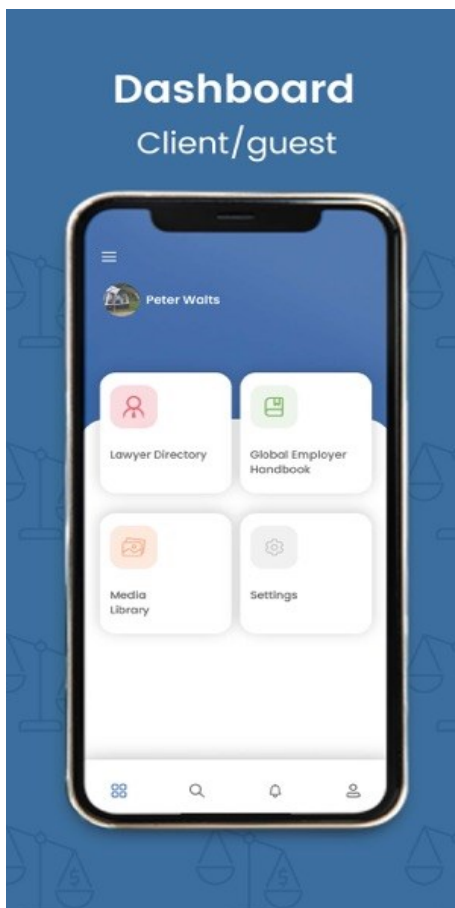 Dashboard
Client/guest
Peter Walts
Lawyer Directory
Global Employer
Handbook
Media
Library
Settings